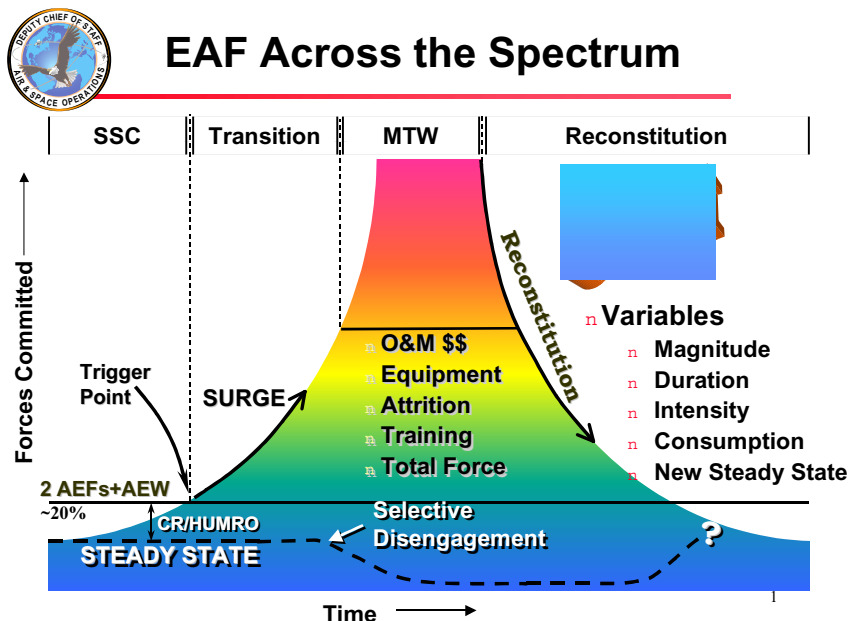 DEPUTY CHIEF OF STAFF
AIR & SPACE OPERATIONS
EAF Across the Spectrum
SSC
Transition
MTW
Reconstitution
Forces Committed
Trigger
Point
SURGE
Reconstitution
n O&M $$
n Equipment
n Attrition
n Training
n Total Force
n Variables
n Magnitude
n Duration
n Intensity
n Consumption
n New Steady State
2 AEFs+AEW
~20%
CR/HUMRO
STEADY STATE
Selective
Disengagement
?
Time
1